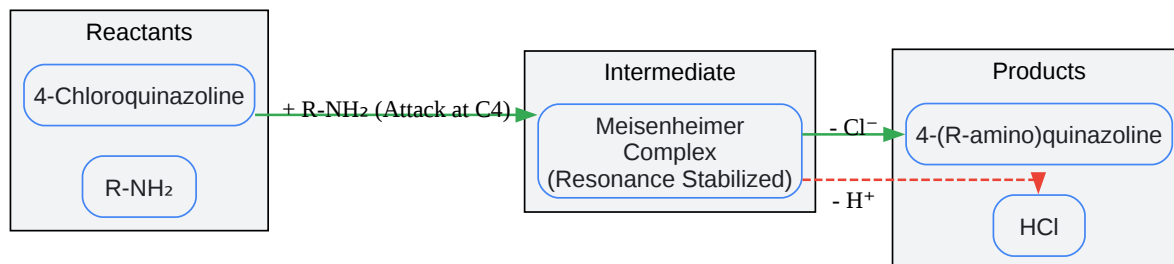 Reactants
4-Chloroquinazoline
R-NH₂
+ R-NH₂ (Attack at C4)
Intermediate
Meisenheimer
Complex
(Resonance Stabilized)
- Cl⁻
- H⁺
Products
4-(R-amino)quinazoline
HCl